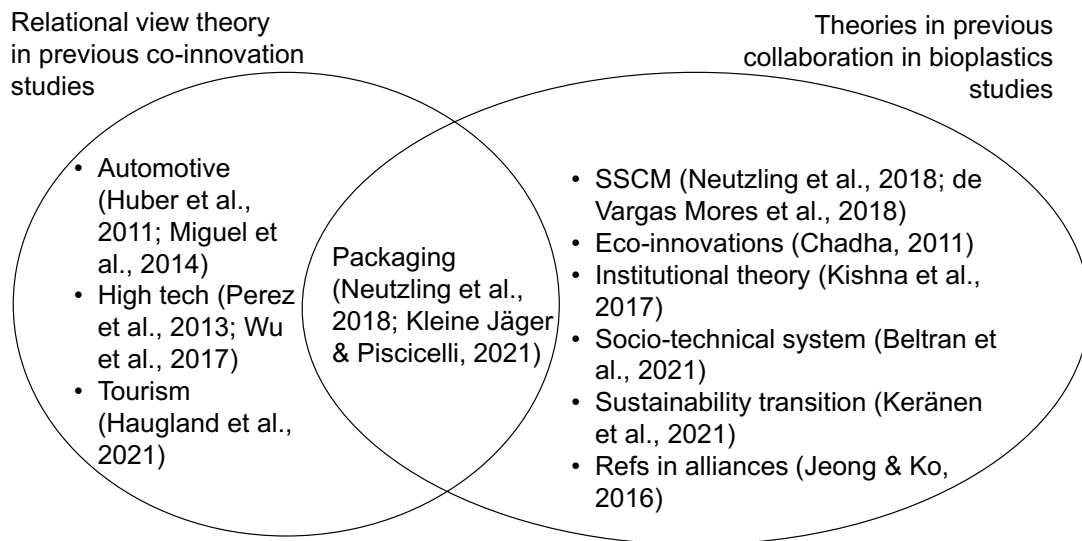 Relational view theory
in previous co-innovation
studies
Theories in previous
collaboration in bioplastics
studies
• Automotive
(Huber et al.,
2011; Miguel et
al., 2014)
• High tech (Perez
et al., 2013; Wu
et al., 2017)
• Tourism
(Haugland et al.,
2021)
Packaging
(Neutzling et al.,
2018; Kleine Jäger
& Piscicelli, 2021)
• SSCM (Neutzling et al., 2018; de
Vargas Mores et al., 2018)
• Eco-innovations (Chadha, 2011)
• Institutional theory (Kishna et al.,
2017)
• Socio-technical system (Beltran et
al., 2021)
• Sustainability transition (Keränen
et al., 2021)
• Refs in alliances (Jeong & Ko,
2016)